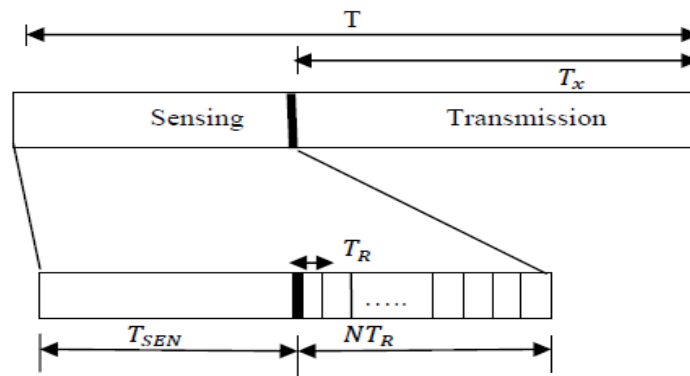 T
T_x
Sensing Transmission
T_R
.....
T_SEN NT_R